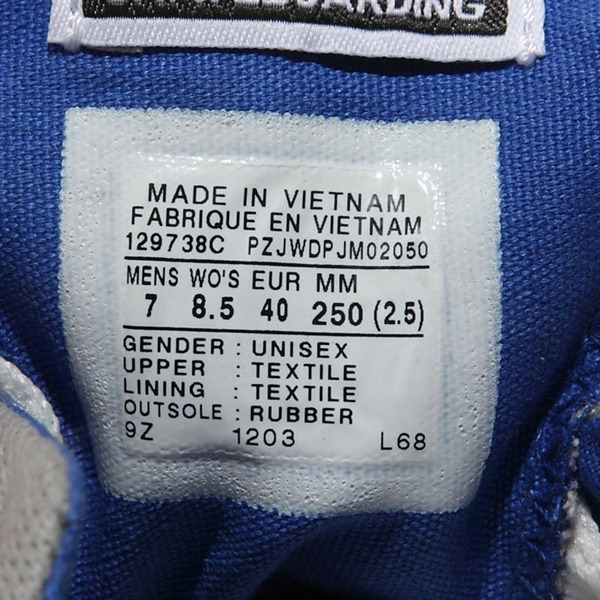 MADE IN VIETNAM
FABRIQUE EN VIETNAM
129738C PZJWDPJM02050
MENS WO'S EUR MM
7 8.5 40 250 (2.5)
GENDER : UNISEX
UPPER : TEXTILE
LINING : TEXTILE
OUTSOLE : RUBBER
9Z 1203 L68